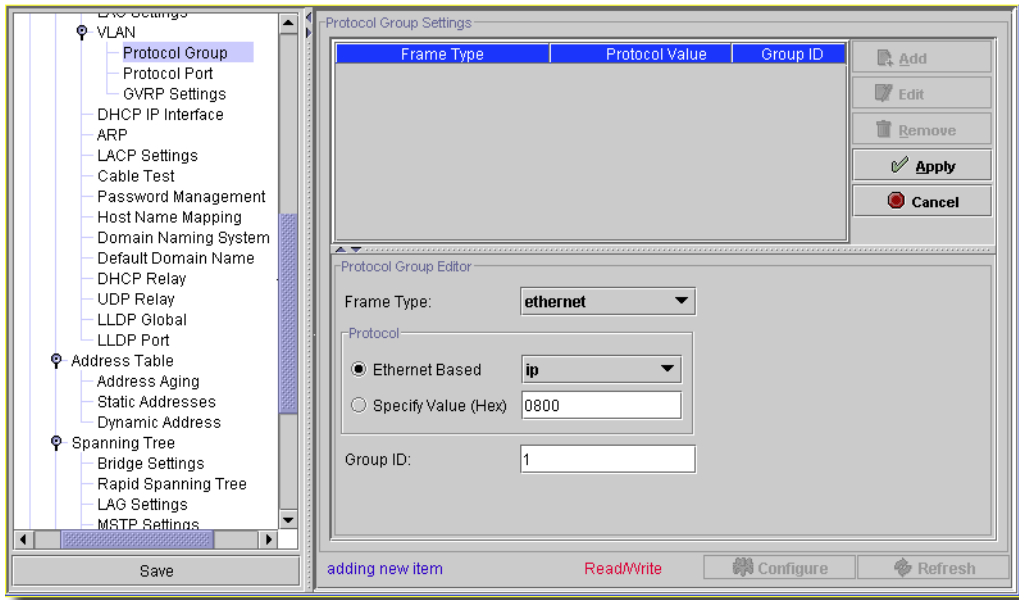 LAG Settings
VLAN
Protocol Group
Protocol Port
GVRP Settings
DHCP IP Interface
ARP
LACP Settings
Cable Test
Password Management
Host Name Mapping
Domain Naming System
Default Domain Name
DHCP Relay
UDP Relay
LLDP Global
LLDP Port
Address Table
Address Aging
Static Addresses
Dynamic Address
Spanning Tree
Bridge Settings
Rapid Spanning Tree
LAG Settings
MSTP Settings
Save
Protocol Group Settings
Frame Type Protocol Value Group ID
Add
Edit
Remove
Apply
Cancel
Protocol Group Editor
Frame Type: ethernet
Protocol
Ethernet Based ip
Specify Value (Hex) 0800
Group ID: 1
adding new item Read/Write Configure Refresh